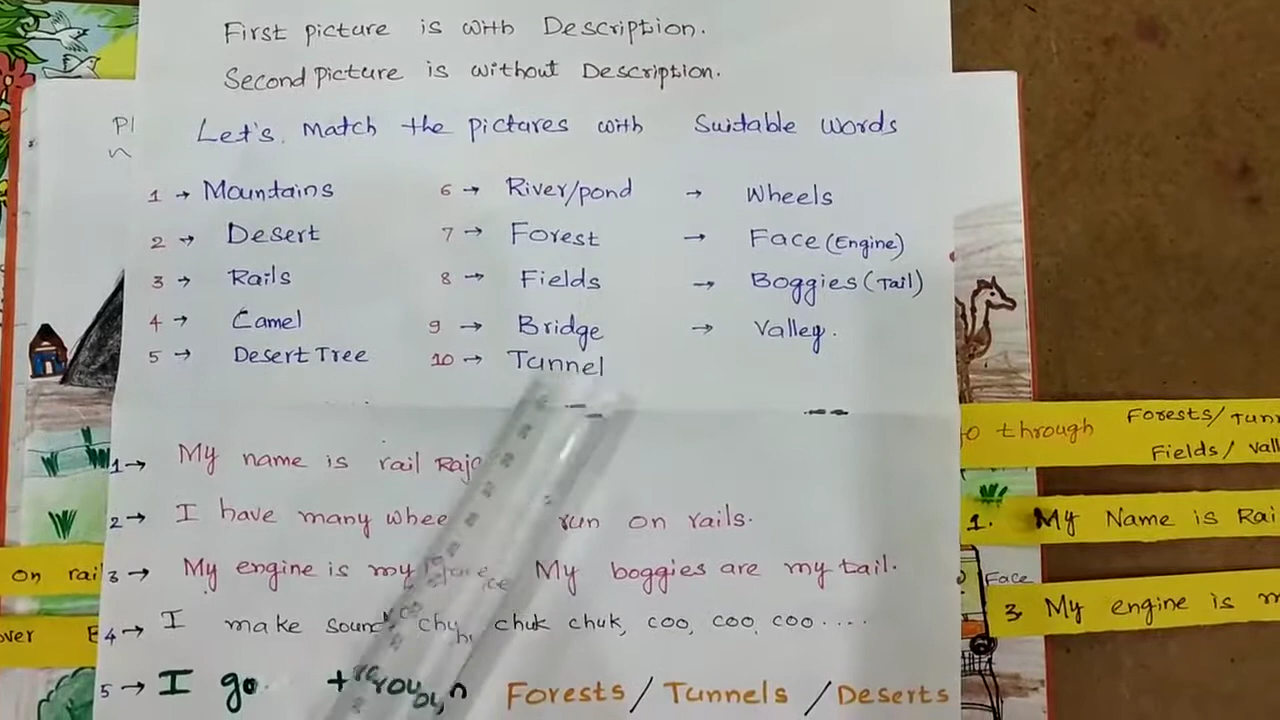 First picture is with Description.
Second picture is without Description.
Let's. Match the pictures with Suitable words
1 → Mountains
2 → Desert
3 → Rails
4 → Camel
5 → Desert Tree
6 → River/pond
7 → Forest
8 → Fields
9 → Bridge
10 → Tunnel
→ Wheels
→ Face (Engine)
→ Boggies (Tail)
→ Valley.
1→ My name is rail
2→ I have many run on rails.
3→ My engine is my My boggies are my tail.
4→ I make chuk chuk, coo, coo, coo ....
5→ I go Forests / Tunnels / Deserts
on
through Forests/
Fields/
1. My Name is
Face
3. My engine is